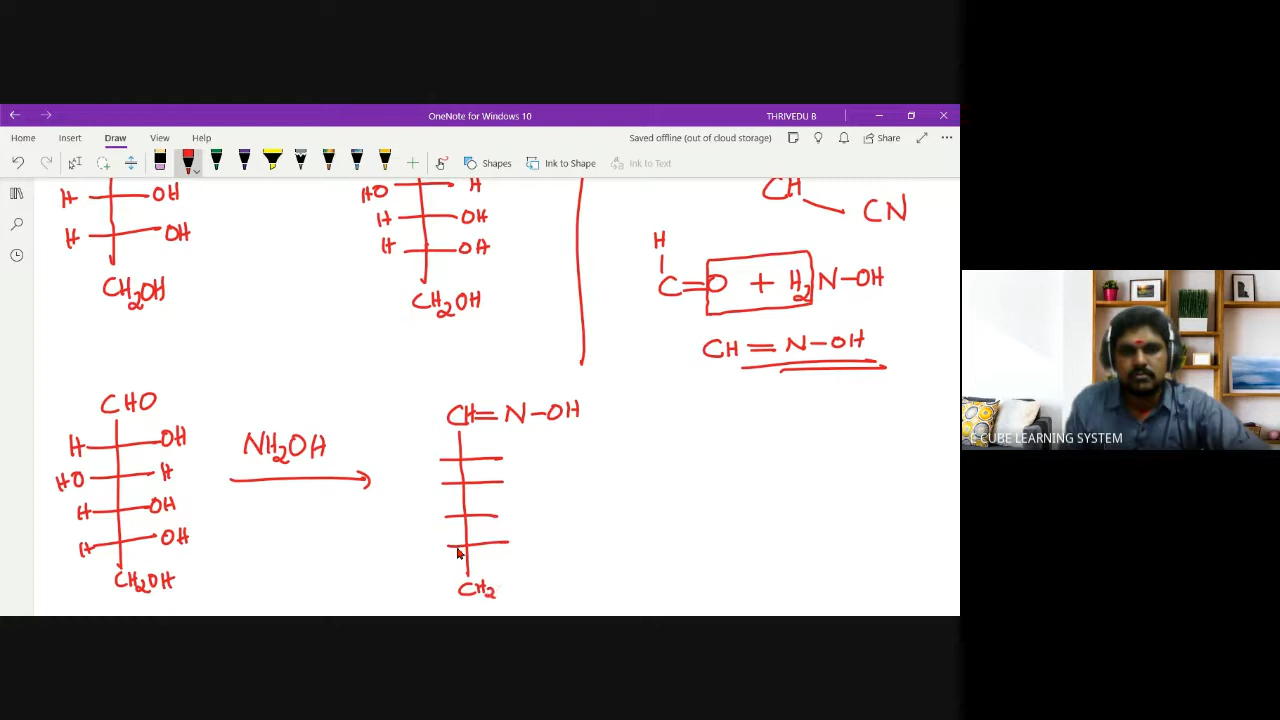 OneNote for Windows 10
THRIVEDU B
Home Insert Draw View Help
Saved offline (out of cloud storage)
Share
Shapes
Ink to Shape
Ink to Text
H OH
H OH
CH2OH
HO H
H OH
H OH
CH2OH
CH
CN
H
C=O + H2N-OH
CH=N-OH
CHO
H OH
HO H
H OH
H OH
CH2OH
NH2OH
CH=N-OH
CH2
CUBE LEARNING SYSTEM